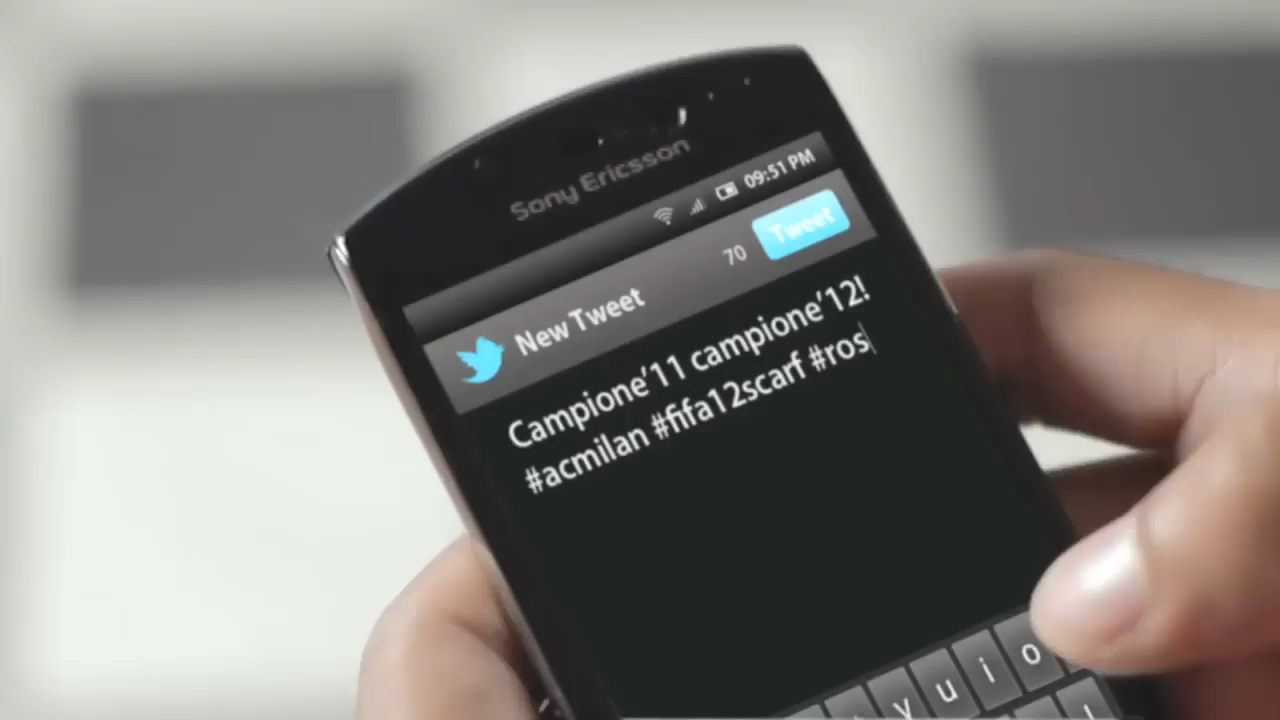 Sony Ericsson
09:51 PM
New Tweet
70
Tweet
Campione'11 campione'12!
#acmilan #fifa12scarf #ros
y u i o